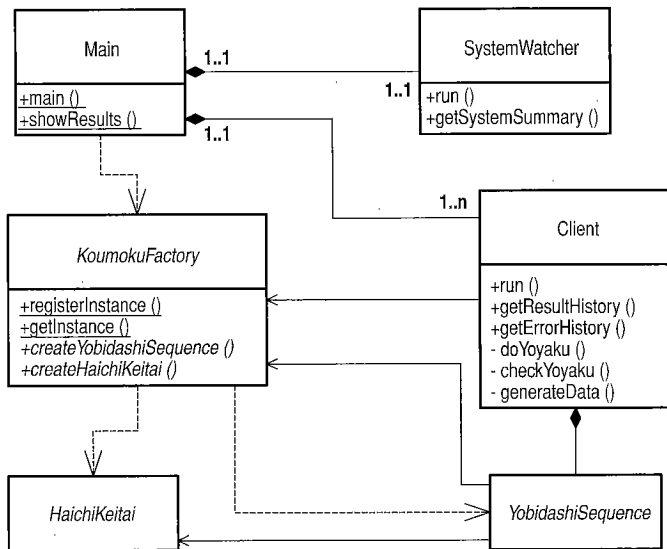 Main
+main ()
+showResults ()
1..1
1..1
1..1
SystemWatcher
+run ()
+getSystemSummary ()
1..n
KoumokuFactory
+registerInstance ()
+getInstance ()
+createYobidashiSequence ()
+createHaichiKeitai ()
Client
+run ()
+getResultHistory ()
+getErrorHistory ()
- doYoyaku ()
- checkYoyaku ()
- generateData ()
HaichiKeitai
YobidashiSequence